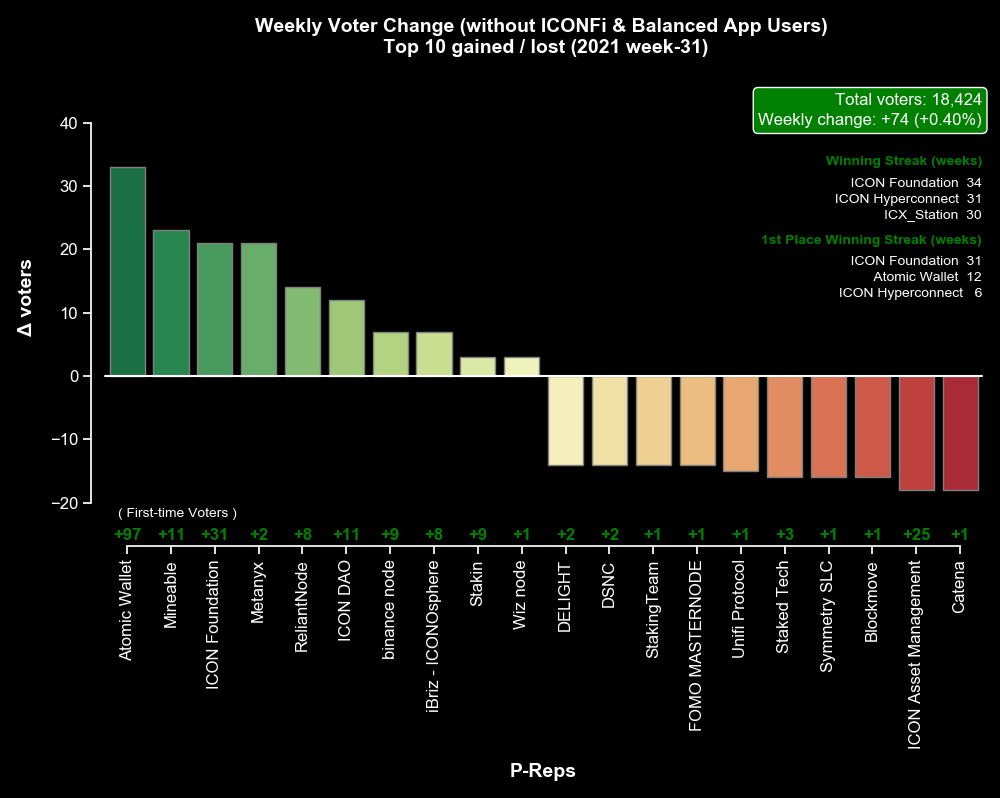 Weekly Voter Change (without ICONFi & Balanced App Users)
Top 10 gained / lost (2021 week-31)
Total voters: 18,424
Weekly change: +74 (+0.40%)
Winning Streak (weeks)
ICON Foundation 34
ICON Hyperconnect 31
ICX_Station 30
1st Place Winning Streak (weeks)
ICON Foundation 31
Atomic Wallet 12
ICON Hyperconnect 6
Δ voters
40
30
20
10
0
−10
−20
( First-time Voters )
+97 +11 +31 +2 +8 +11 +9 +8 +9 +1 +2 +2 +1 +1 +1 +3 +1 +1 +25 +1
Atomic Wallet
Mineable
ICON Foundation
Metanyx
ReliantNode
ICON DAO
binance node
iBriz - ICONOsphere
Stakin
Wiz node
DELIGHT
DSNC
StakingTeam
FOMO MASTERNODE
Unifi Protocol
Staked Tech
Symmetry SLC
Blockmove
ICON Asset Management
Catena
P-Reps